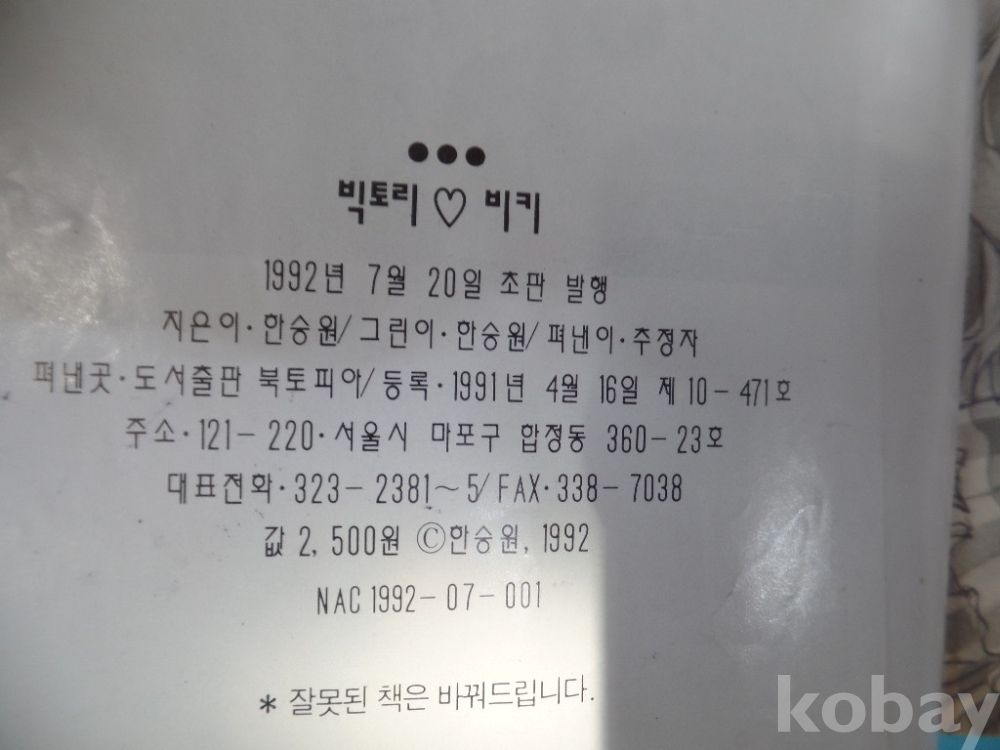 ●●●
빅토리 ♡ 비키
1992년 7월 20일 초판 발행
지은이·한승원/그린이·한승원/펴낸이·추정자
펴낸곳·도서출판 북토피아/등록·1991년 4월 16일 제10-471호
주소·121-220·서울시 마포구 합정동 360-23호
대표전화·323-2381~5/FAX·338-7038
값 2,500원 ©한승원, 1992
NAC 1992-07-001
* 잘못된 책은 바꿔드립니다.
kobay